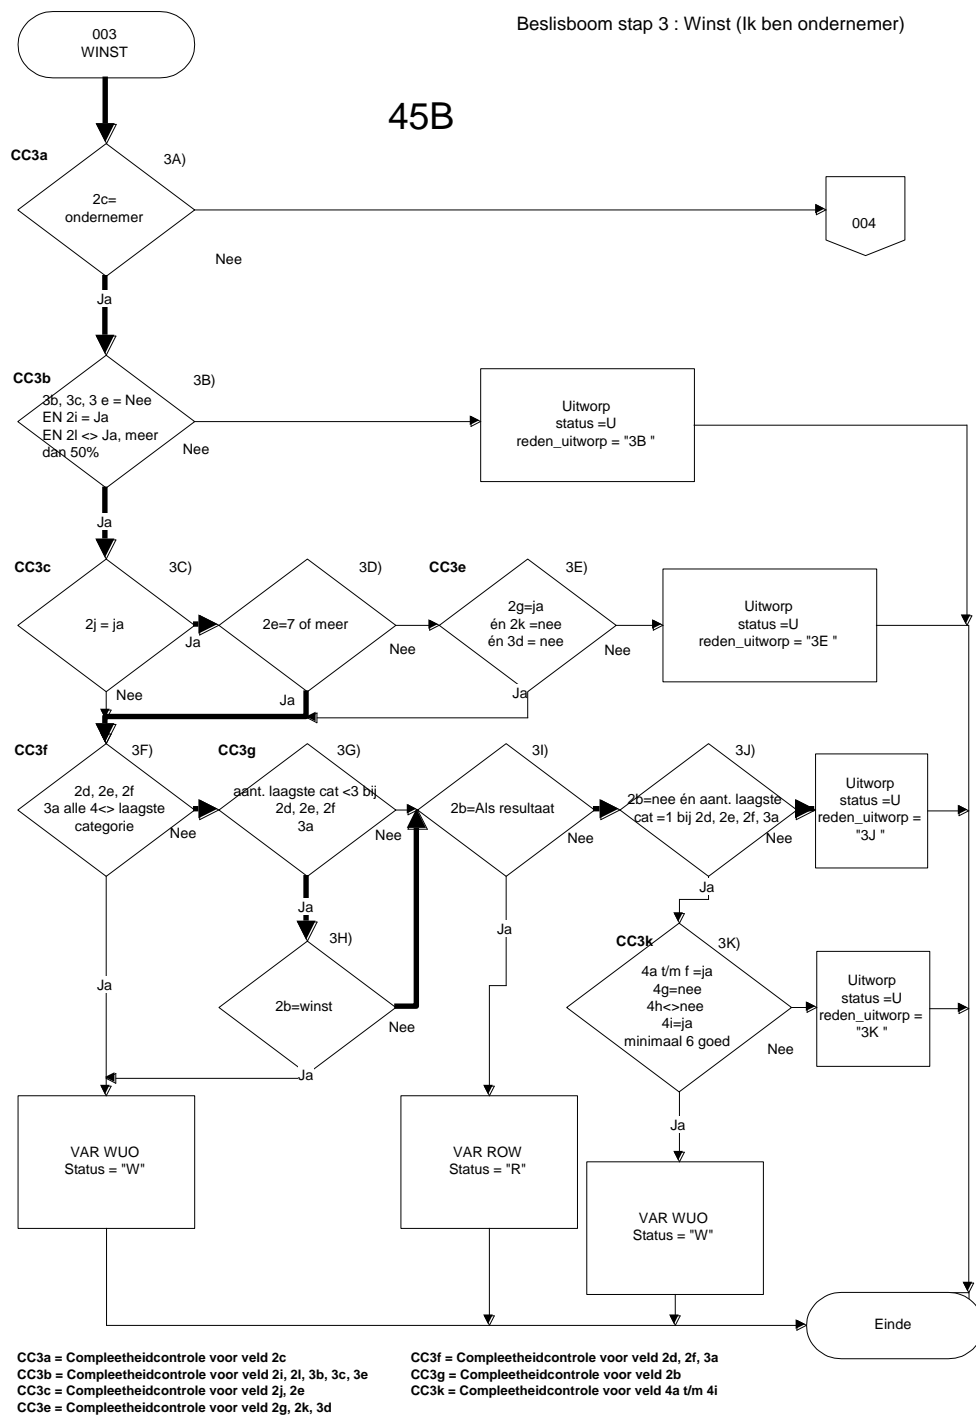 003
WINST
Beslisboom stap 3 : Winst (Ik ben ondernemer)
45B
CC3a
3A)
2c=
ondernemer
004
Nee
Ja
CC3b
3B)
3b, 3c, 3 e = Nee
EN 2i = Ja
EN 2l <> Ja, meer
dan 50%
Nee
Uitworp
status =U
reden_uitworp = "3B "
Ja
CC3c
3C)
2j = ja
Ja
Nee
3D)
2e=7 of meer
Nee
Ja
CC3e
3E)
2g=ja
én 2k =nee
én 3d = nee
Nee
Ja
Uitworp
status =U
reden_uitworp = "3E "
CC3f
3F)
2d, 2e, 2f
3a alle 4<> laagste
categorie
Nee
Ja
CC3g
3G)
aant. laagste cat <3 bij
2d, 2e, 2f
3a
Nee
Ja
3H)
2b=winst
Nee
Ja
3I)
2b=Als resultaat
Nee
Ja
3J)
2b=nee én aant. laagste
cat =1 bij 2d, 2e, 2f, 3a
Nee
Ja
Uitworp
status =U
reden_uitworp =
"3J "
CC3k
3K)
4a t/m f =ja
4g=nee
4h<>nee
4i=ja
minimaal 6 goed
Nee
Ja
Uitworp
status =U
reden_uitworp =
"3K "
VAR WUO
Status = "W"
VAR ROW
Status = "R"
VAR WUO
Status = "W"
Einde
CC3a = Compleetheidcontrole voor veld 2c
CC3b = Compleetheidcontrole voor veld 2i, 2l, 3b, 3c, 3e
CC3c = Compleetheidcontrole voor veld 2j, 2e
CC3e = Compleetheidcontrole voor veld 2g, 2k, 3d
CC3f = Compleetheidcontrole voor veld 2d, 2f, 3a
CC3g = Compleetheidcontrole voor veld 2b
CC3k = Compleetheidcontrole voor veld 4a t/m 4i